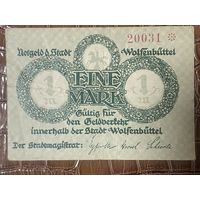 20031 ※
Notgeld d. Stadt Wolfenbüttel
1 EINE 1
M MARK M
Gültig für
den Geldverkehr
innerhalb der Stadt Wolfenbüttel
Der Stadtmagistrat: